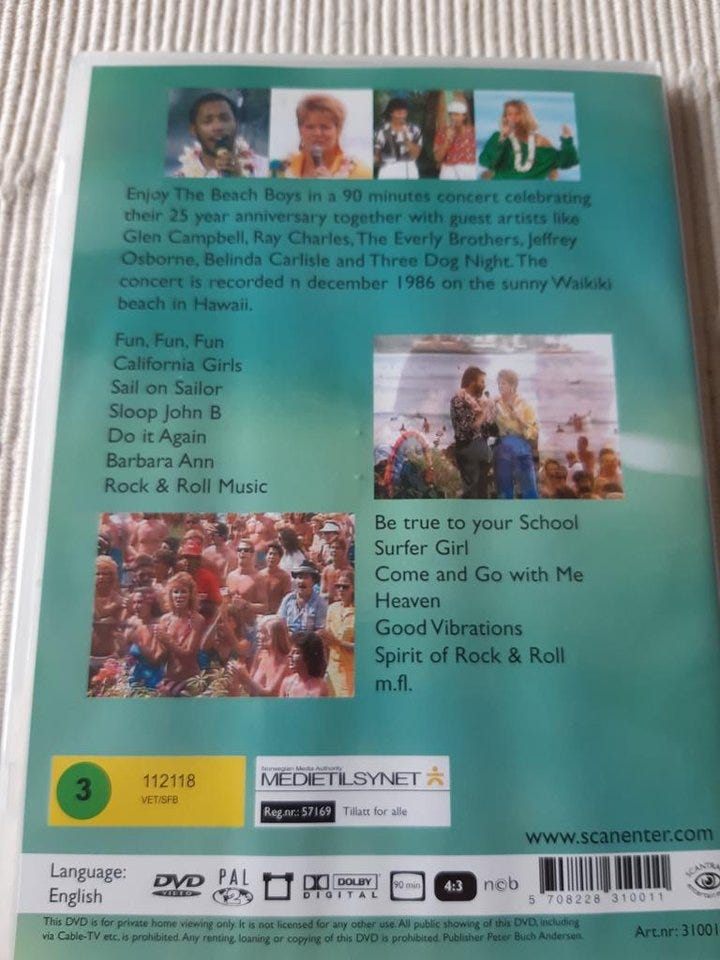 Enjoy The Beach Boys in a 90 minutes concert celebrating
their 25 year anniversary together with guest artists like
Glen Campbell, Ray Charles, The Everly Brothers, Jeffrey
Osborne, Belinda Carlisle and Three Dog Night. The
concert is recorded n december 1986 on the sunny Waikiki
beach in Hawaii.
Fun, Fun, Fun
California Girls
Sail on Sailor
Sloop John B
Do it Again
Barbara Ann
Rock & Roll Music
Be true to your School
Surfer Girl
Come and Go with Me
Heaven
Good Vibrations
Spirit of Rock & Roll
m.fl.
3
112118
VET/SFB
Norwegian Media Authority
MEDIETILSYNET
Reg.nr.: 57169 Tillatt for alle
www.scanenter.com
Language:
English
DVD
VIDEO
PAL
2
DOLBY
DIGITAL
90 min
4:3
n©b
5 708228 310011
This DVD is for private home viewing only. It is not licensed for any other use. All public showing of this DVD, including
via Cable-TV etc. is prohibited. Any renting, loaning or copying of this DVD is prohibited. Publisher Peter Buch Andersen.
Art.nr: 31001